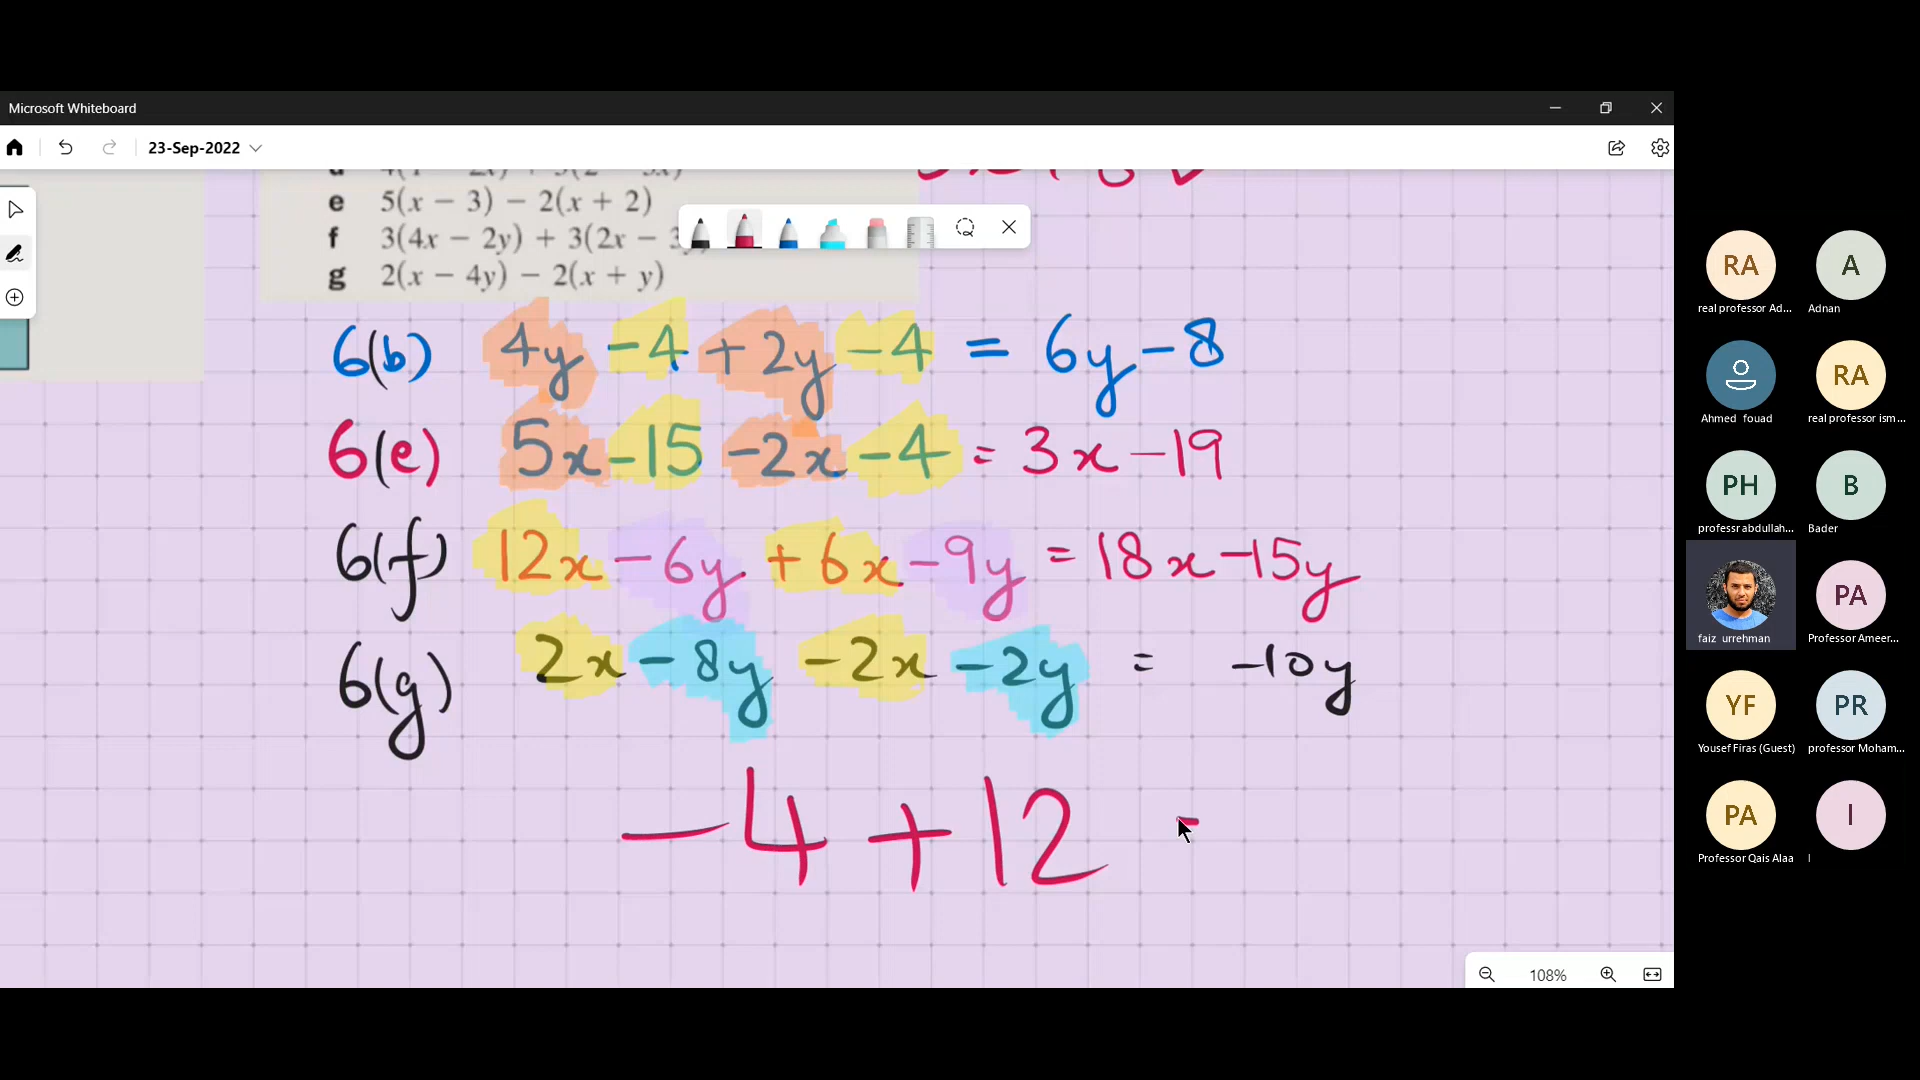 Microsoft Whiteboard
23-Sep-2022
e 5(x − 3) − 2(x + 2)
f 3(4x − 2y) + 3(2x − 3
g 2(x − 4y) − 2(x + y)
6(b) 4y −4 +2y −4 = 6y −8
6(e) 5x −15 −2x −4 = 3x −19
6(f) 12x −6y +6x −9y = 18x −15y
6(g) 2x −8y −2x −2y = −10y
−4 +12 -
108%
RA A
real professor Ad... Adnan
RA
Ahmed fouad real professor ism...
PH B
professr abdullah... Bader
PA
faiz urrehman Professor Ameer...
YF PR
Yousef Firas (Guest) professor Moham...
PA I
Professor Qais Alaa I